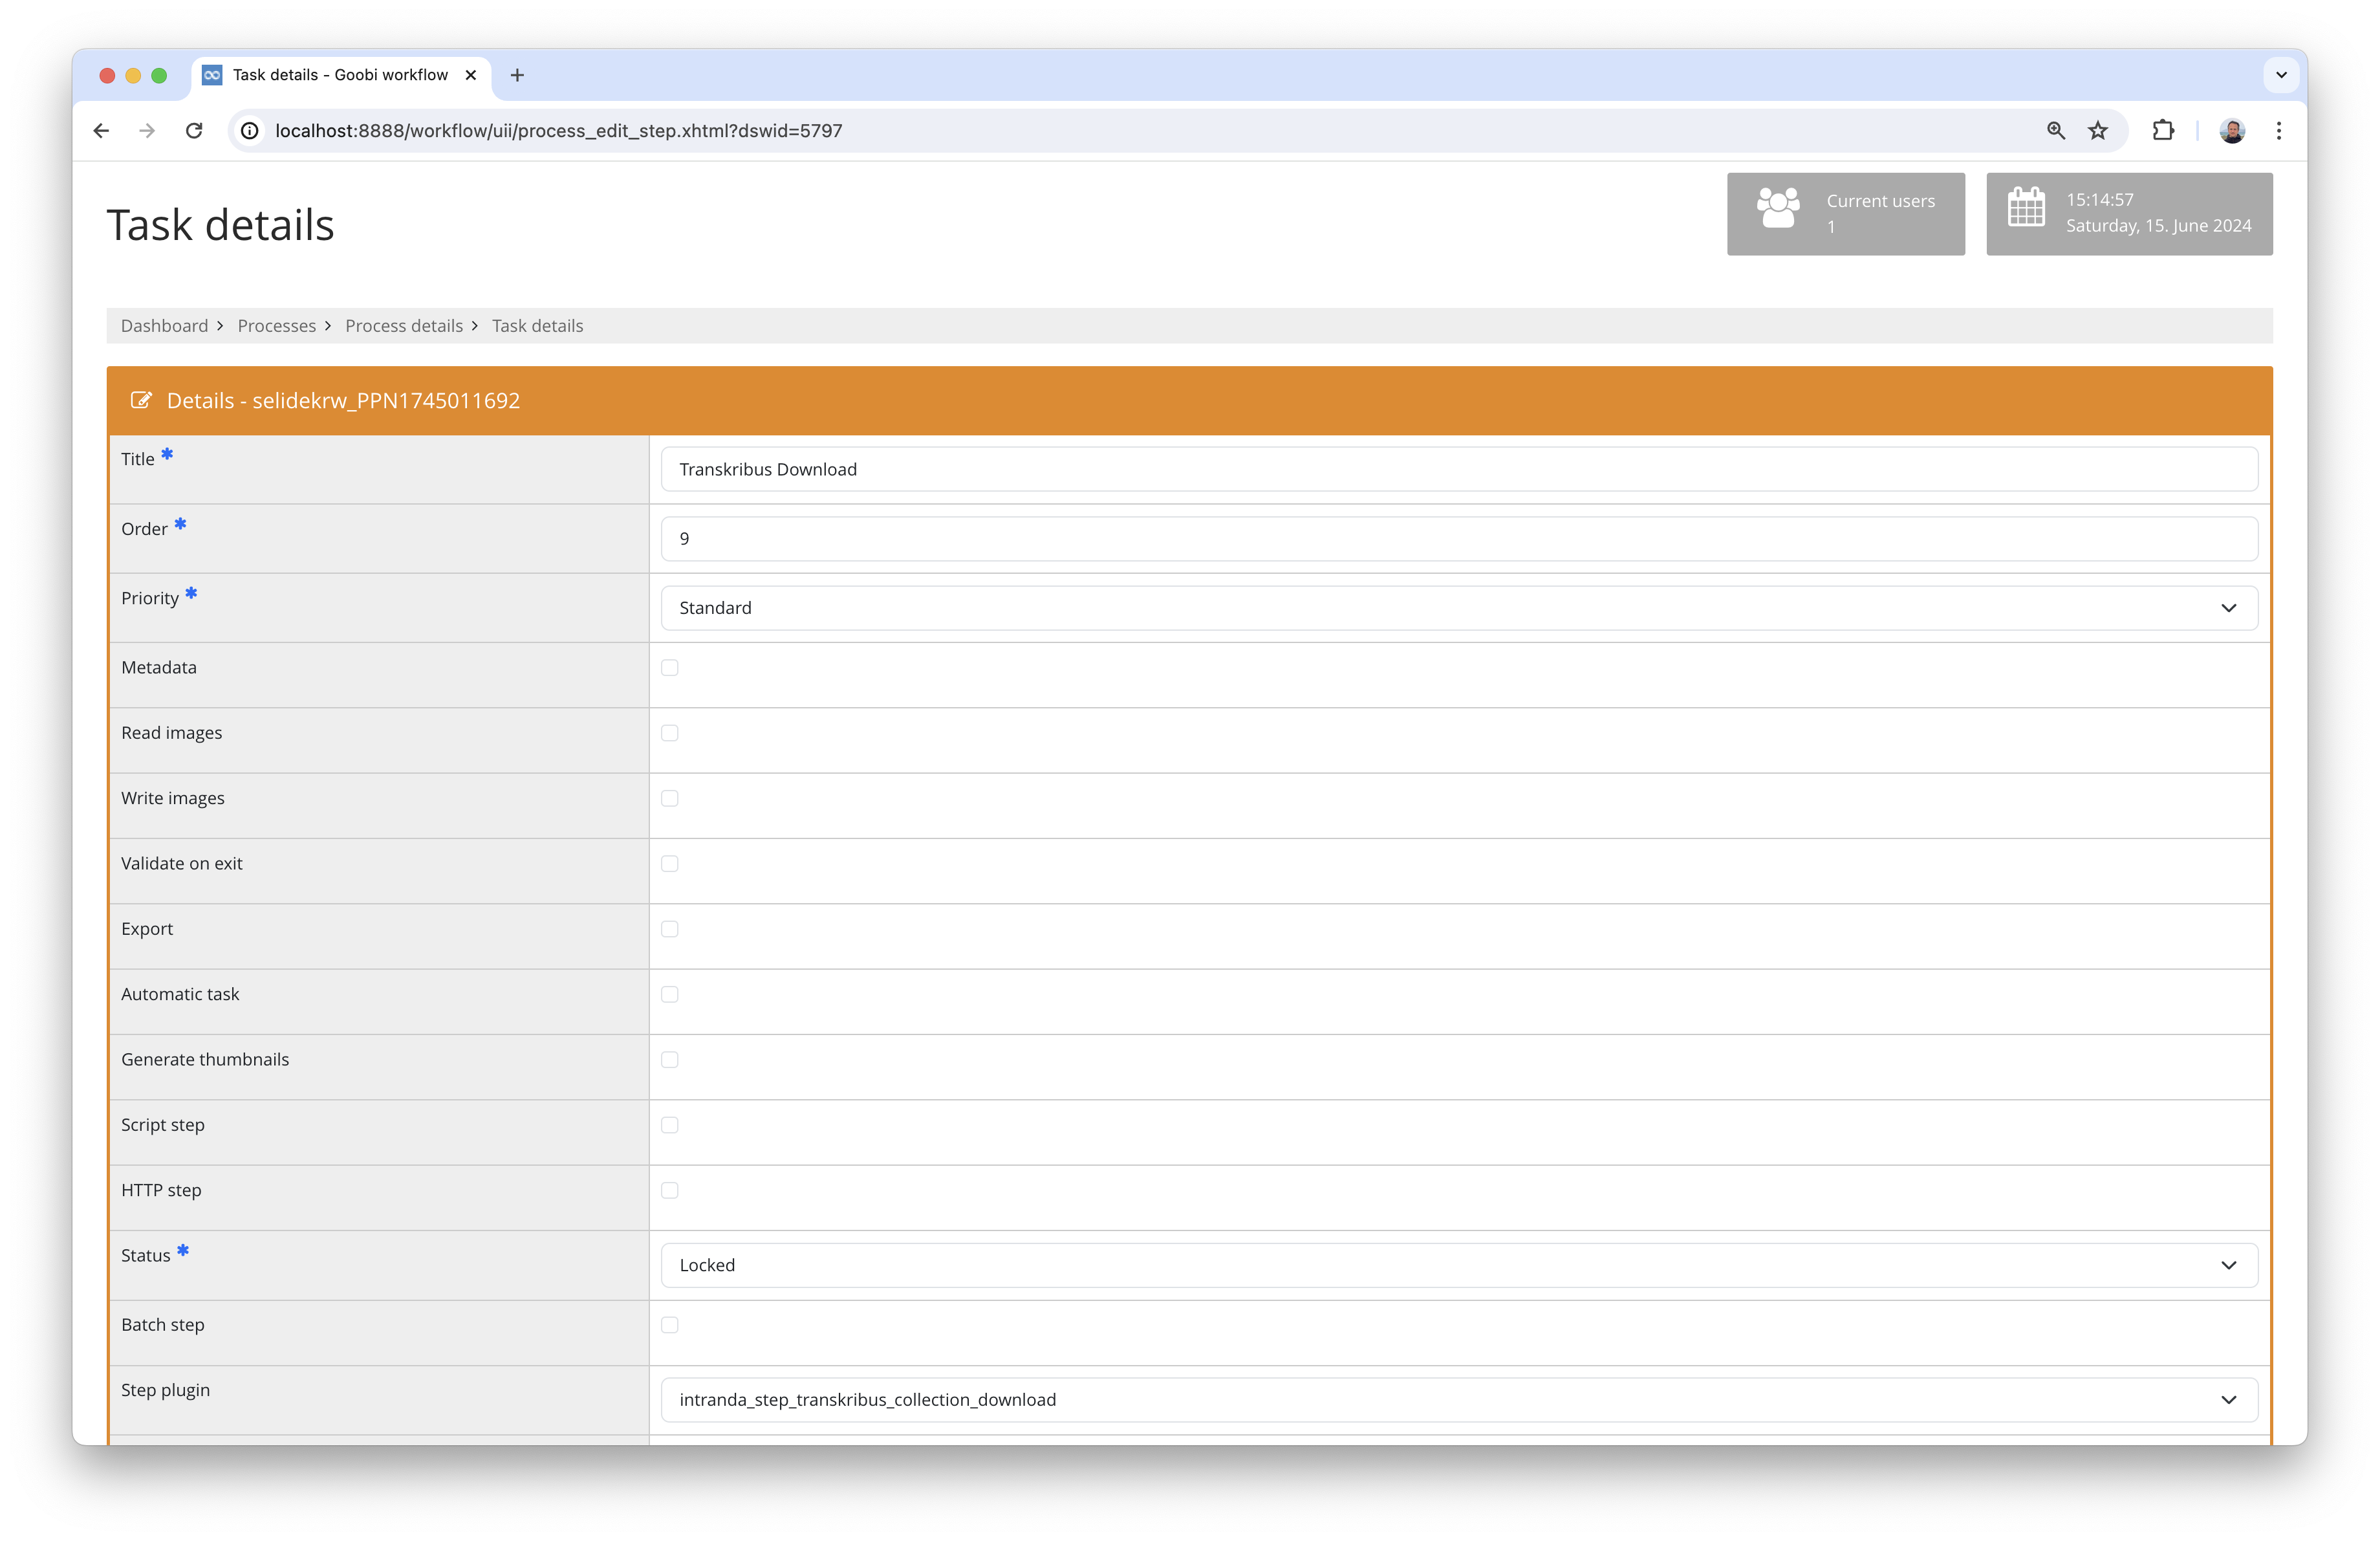 Task details - Goobi workflow
localhost:8888/workflow/uii/process_edit_step.xhtml?dswid=5797
Task details
Current users
1
15:14:57
Saturday, 15. June 2024
Dashboard > Processes > Process details > Task details
Details - selidekrw_PPN1745011692
Title * Transkribus Download
Order * 9
Priority * Standard
Metadata
Read images
Write images
Validate on exit
Export
Automatic task
Generate thumbnails
Script step
HTTP step
Status * Locked
Batch step
Step plugin intranda_step_transkribus_collection_download